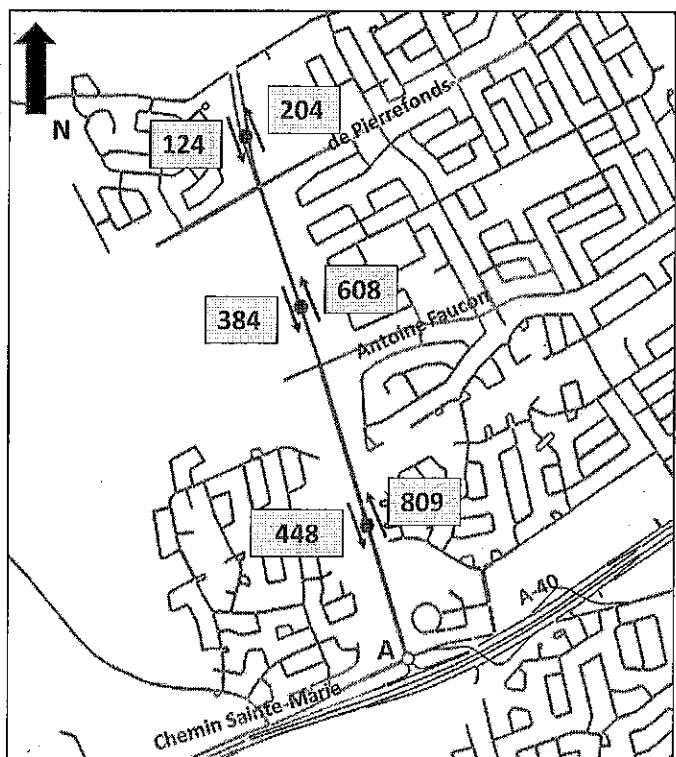 N
204
124
de Pierrefonds
608
384
Antoine Faucon
809
448
A-40
A
Chemin Sainte-Marie